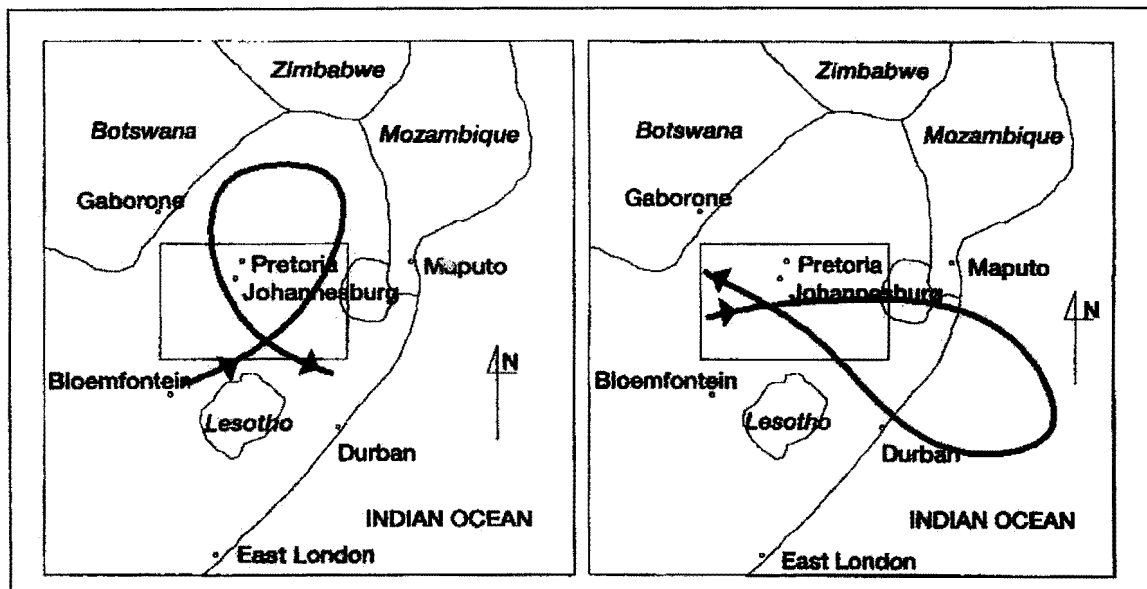 Zimbabwe
Botswana
Mozambique
Gaborone
Pretoria
Maputo
Johannesburg
N
Bloemfontein
Lesotho
Durban
INDIAN OCEAN
East London
Zimbabwe
Botswana
Mozambique
Gaborone
Pretoria
Maputo
Johannesburg
N
Bloemfontein
Lesotho
Durban
INDIAN OCEAN
East London